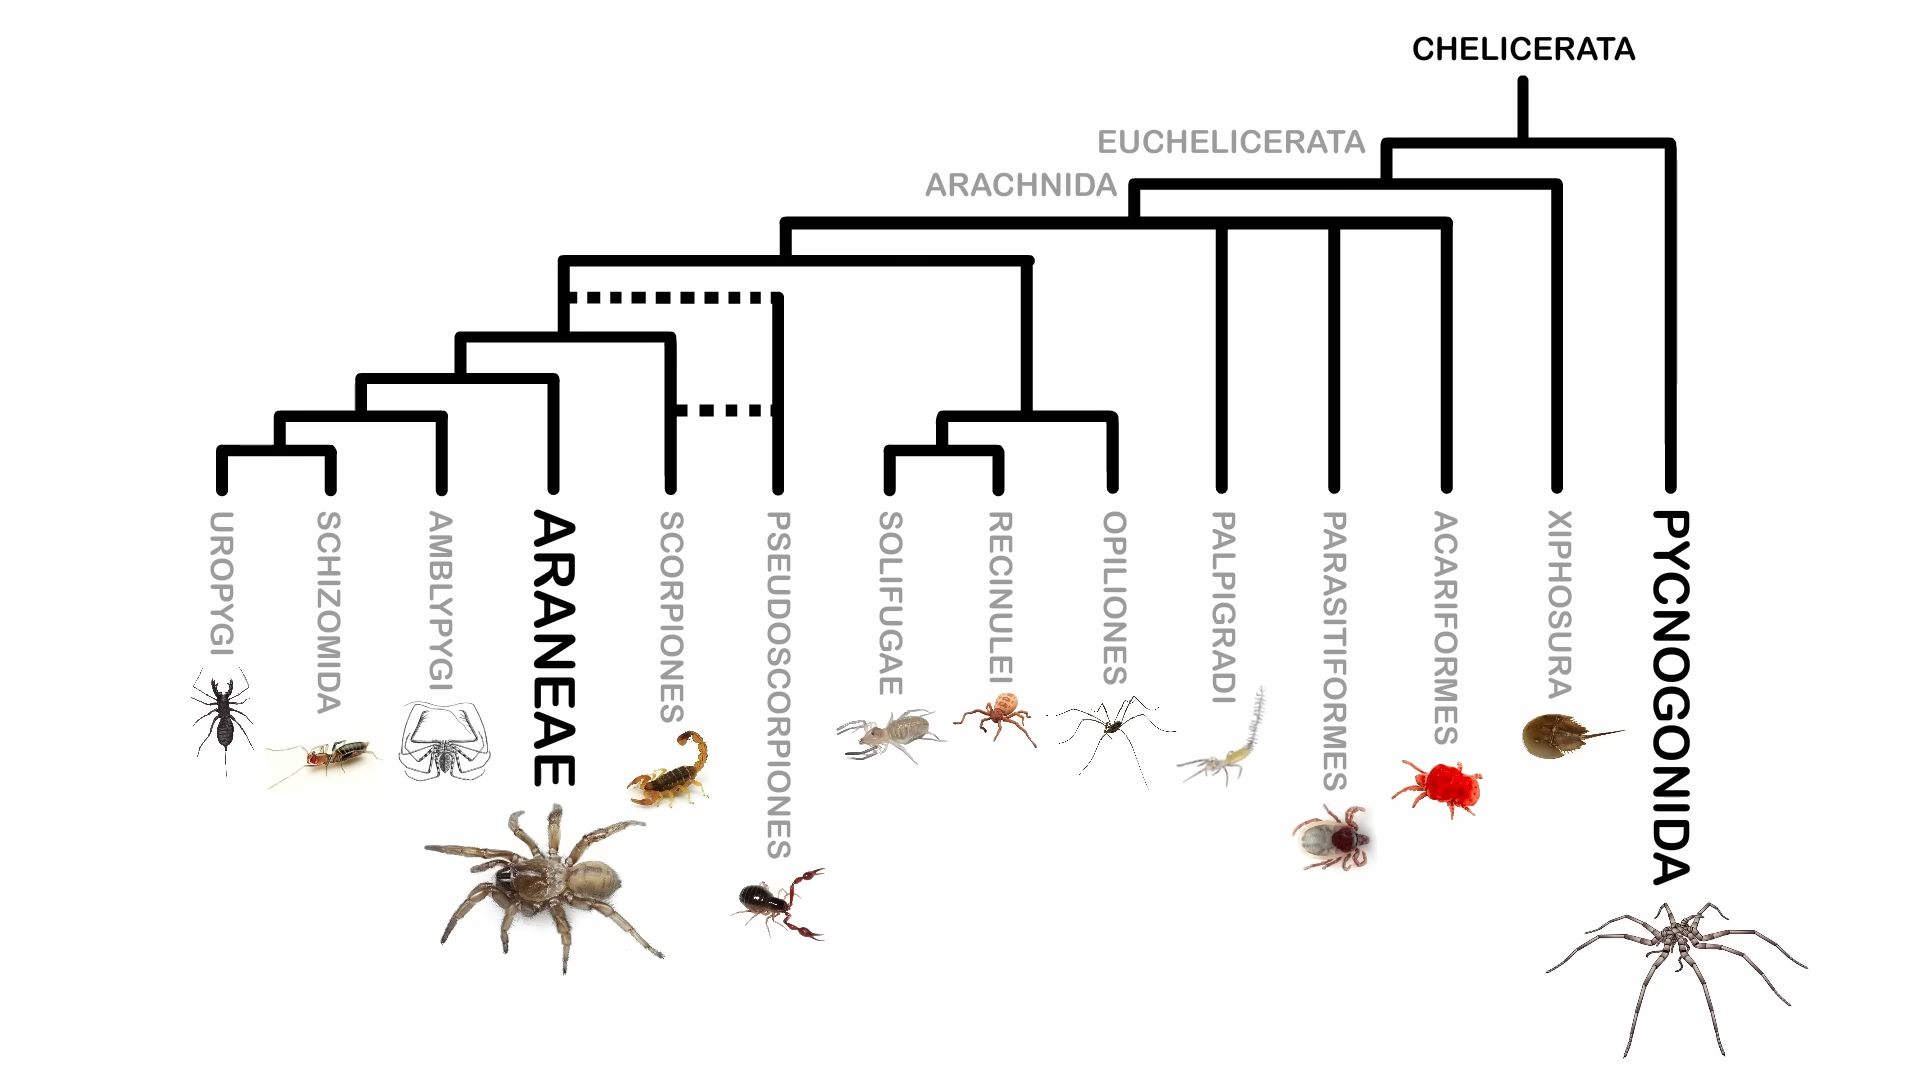 CHELICERATA
EUCHELICERATA
ARACHNIDA
UROPYGI
SCHIZOMIDA
AMBLYPYGI
ARANEAE
SCORPIONES
PSEUDOSCORPIONES
SOLIFUGAE
RECINULEI
OPILIONES
PALPIGRADI
PARASITIFORMES
ACARIFORMES
XIPHOSURA
PYCNOGONIDA